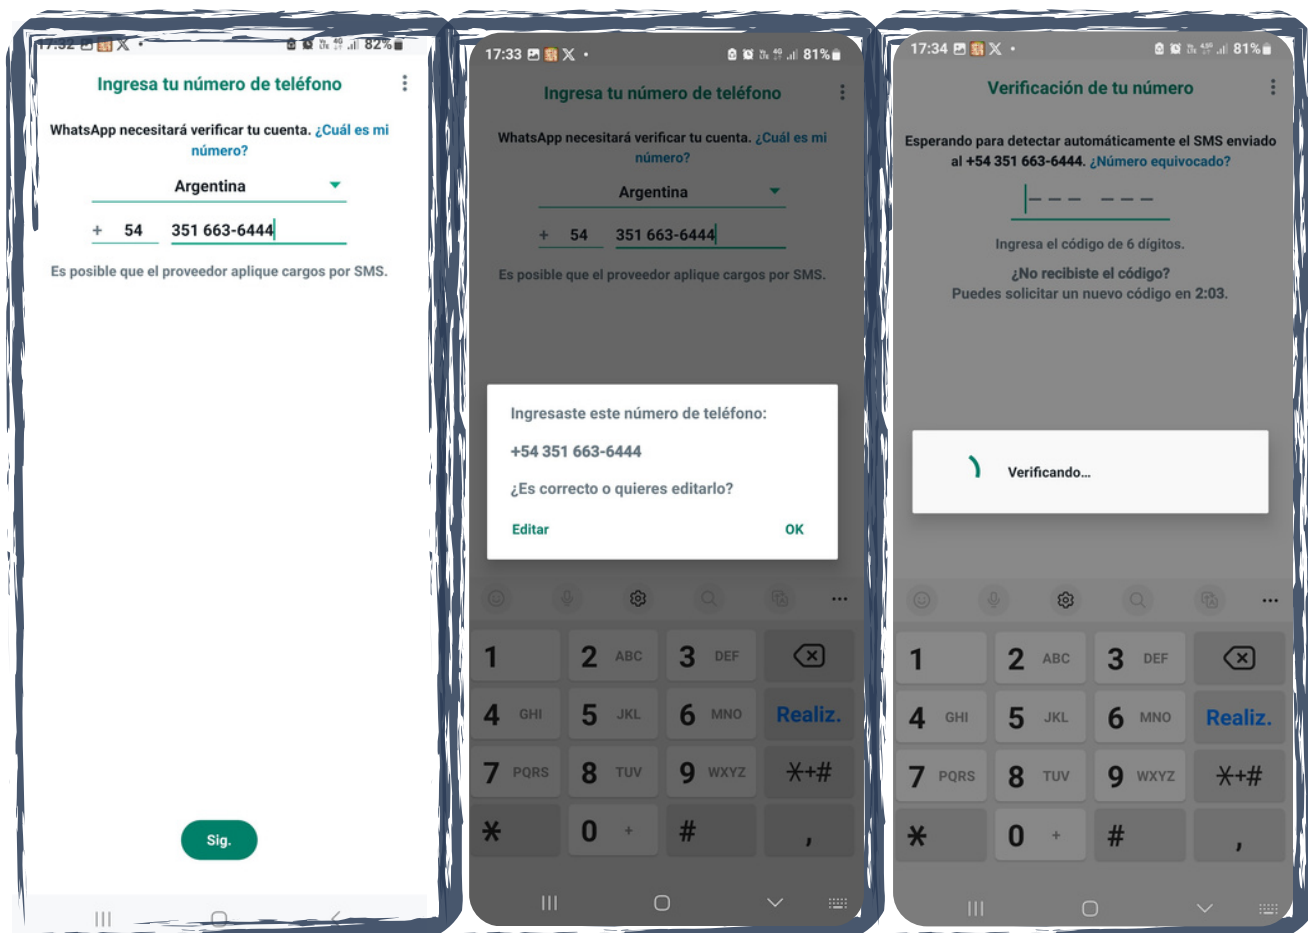 17:32 82%
Ingresa tu número de teléfono
WhatsApp necesitará verificar tu cuenta. ¿Cuál es mi
número?
Argentina
+ 54 351 663-6444
Es posible que el proveedor aplique cargos por SMS.
Sig.
17:33 81%
Ingresa tu número de teléfono
WhatsApp necesitará verificar tu cuenta. ¿Cuál es mi
número?
Argentina
+ 54 351 663-6444
Es posible que el proveedor aplique cargos por SMS.
Ingresaste este número de teléfono:
+54 351 663-6444
¿Es correcto o quieres editarlo?
Editar OK
1 2 ABC 3 DEF
4 GHI 5 JKL 6 MNO Realiz.
7 PQRS 8 TUV 9 WXYZ *+#
* 0 + # ,
17:34 81%
Verificación de tu número
Esperando para detectar automáticamente el SMS enviado
al +54 351 663-6444. ¿Número equivocado?
--- ---
Ingresa el código de 6 dígitos.
¿No recibiste el código?
Puedes solicitar un nuevo código en 2:03.
Verificando...
1 2 ABC 3 DEF
4 GHI 5 JKL 6 MNO Realiz.
7 PQRS 8 TUV 9 WXYZ *+#
* 0 + # ,